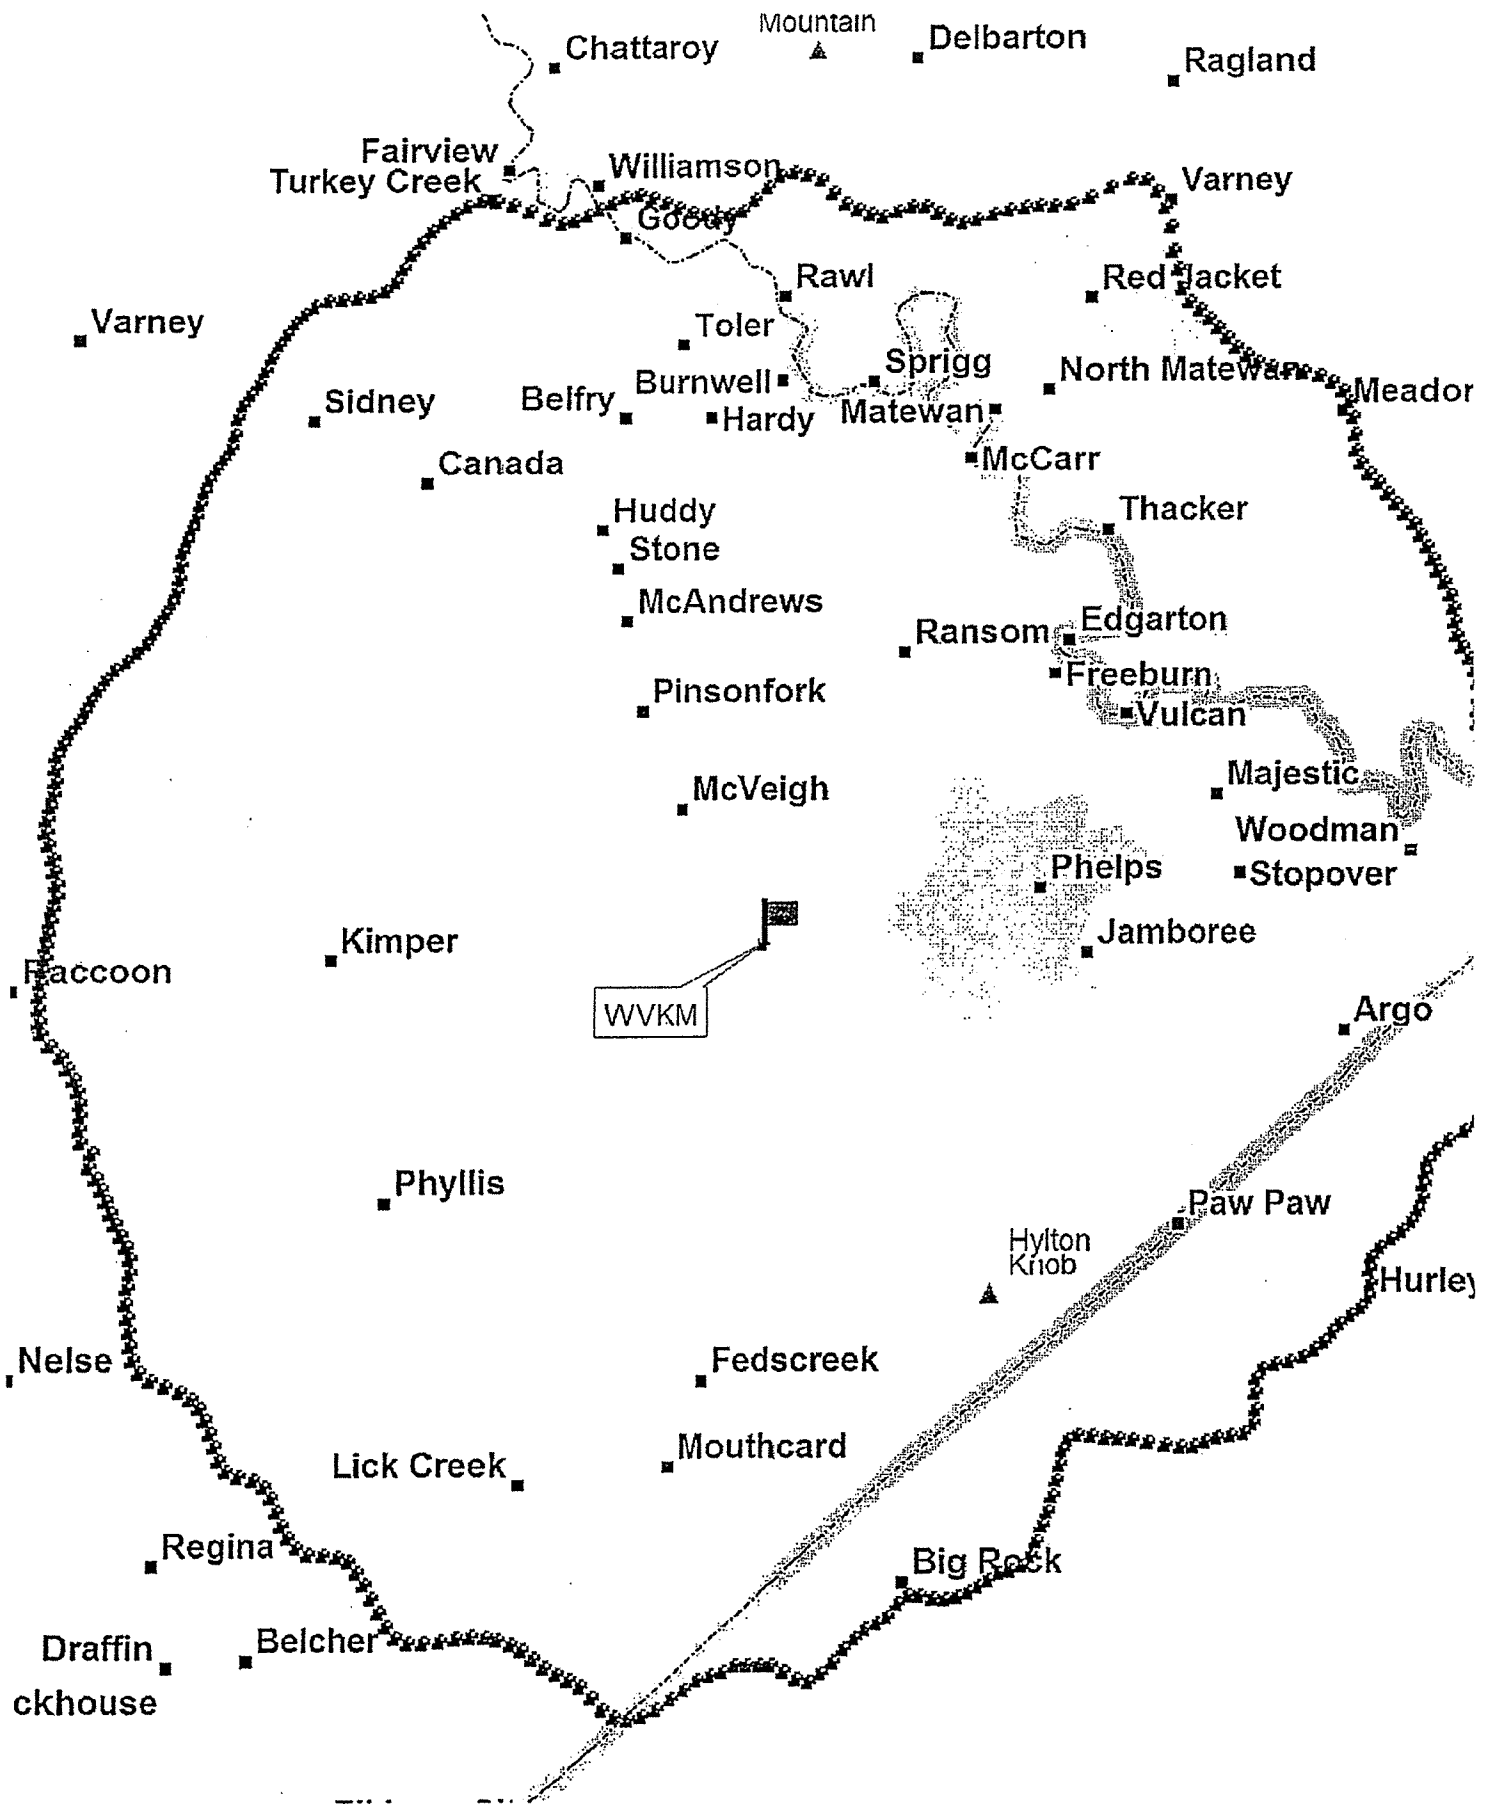 Mountain
Chattaroy
Delbarton
Ragland
Fairview
Turkey Creek
Williamson
Varney
Goody
Rawl
Red Jacket
Varney
Toler
Sprigg
North Matewan
Burnwell
Meador
Sidney
Belfry
Hardy
Matewan
Canada
McCarr
Huddy
Thacker
Stone
McAndrews
Edgarton
Ransom
Freeburn
Pinsonfork
Vulcan
Majestic
McVeigh
Woodman
Phelps
Stopover
Jamboree
Kimper
Raccoon
Argo
WVKM
Phyllis
Paw Paw
Hylton
Knob
Hurley
Nelse
Fedscreek
Mouthcard
Lick Creek
Regina
Big Rock
Belcher
Draffin
ckhouse